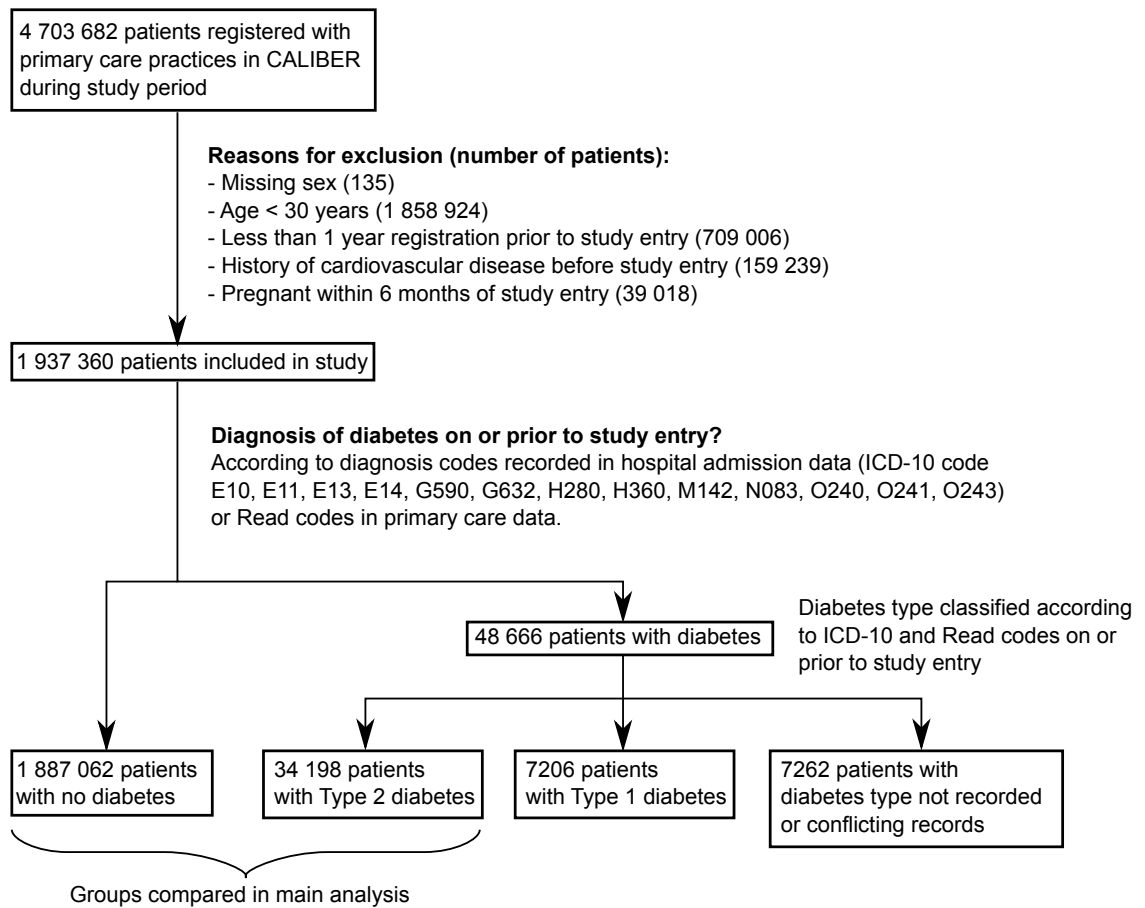 4 703 682 patients registered with
primary care practices in CALIBER
during study period
Reasons for exclusion (number of patients):
- Missing sex (135)
- Age < 30 years (1 858 924)
- Less than 1 year registration prior to study entry (709 006)
- History of cardiovascular disease before study entry (159 239)
- Pregnant within 6 months of study entry (39 018)
1 937 360 patients included in study
Diagnosis of diabetes on or prior to study entry?
According to diagnosis codes recorded in hospital admission data (ICD-10 code
E10, E11, E13, E14, G590, G632, H280, H360, M142, N083, O240, O241, O243)
or Read codes in primary care data.
48 666 patients with diabetes
Diabetes type classified according
to ICD-10 and Read codes on or
prior to study entry
1 887 062 patients
with no diabetes
34 198 patients
with Type 2 diabetes
7206 patients
with Type 1 diabetes
7262 patients with
diabetes type not recorded
or conflicting records
Groups compared in main analysis